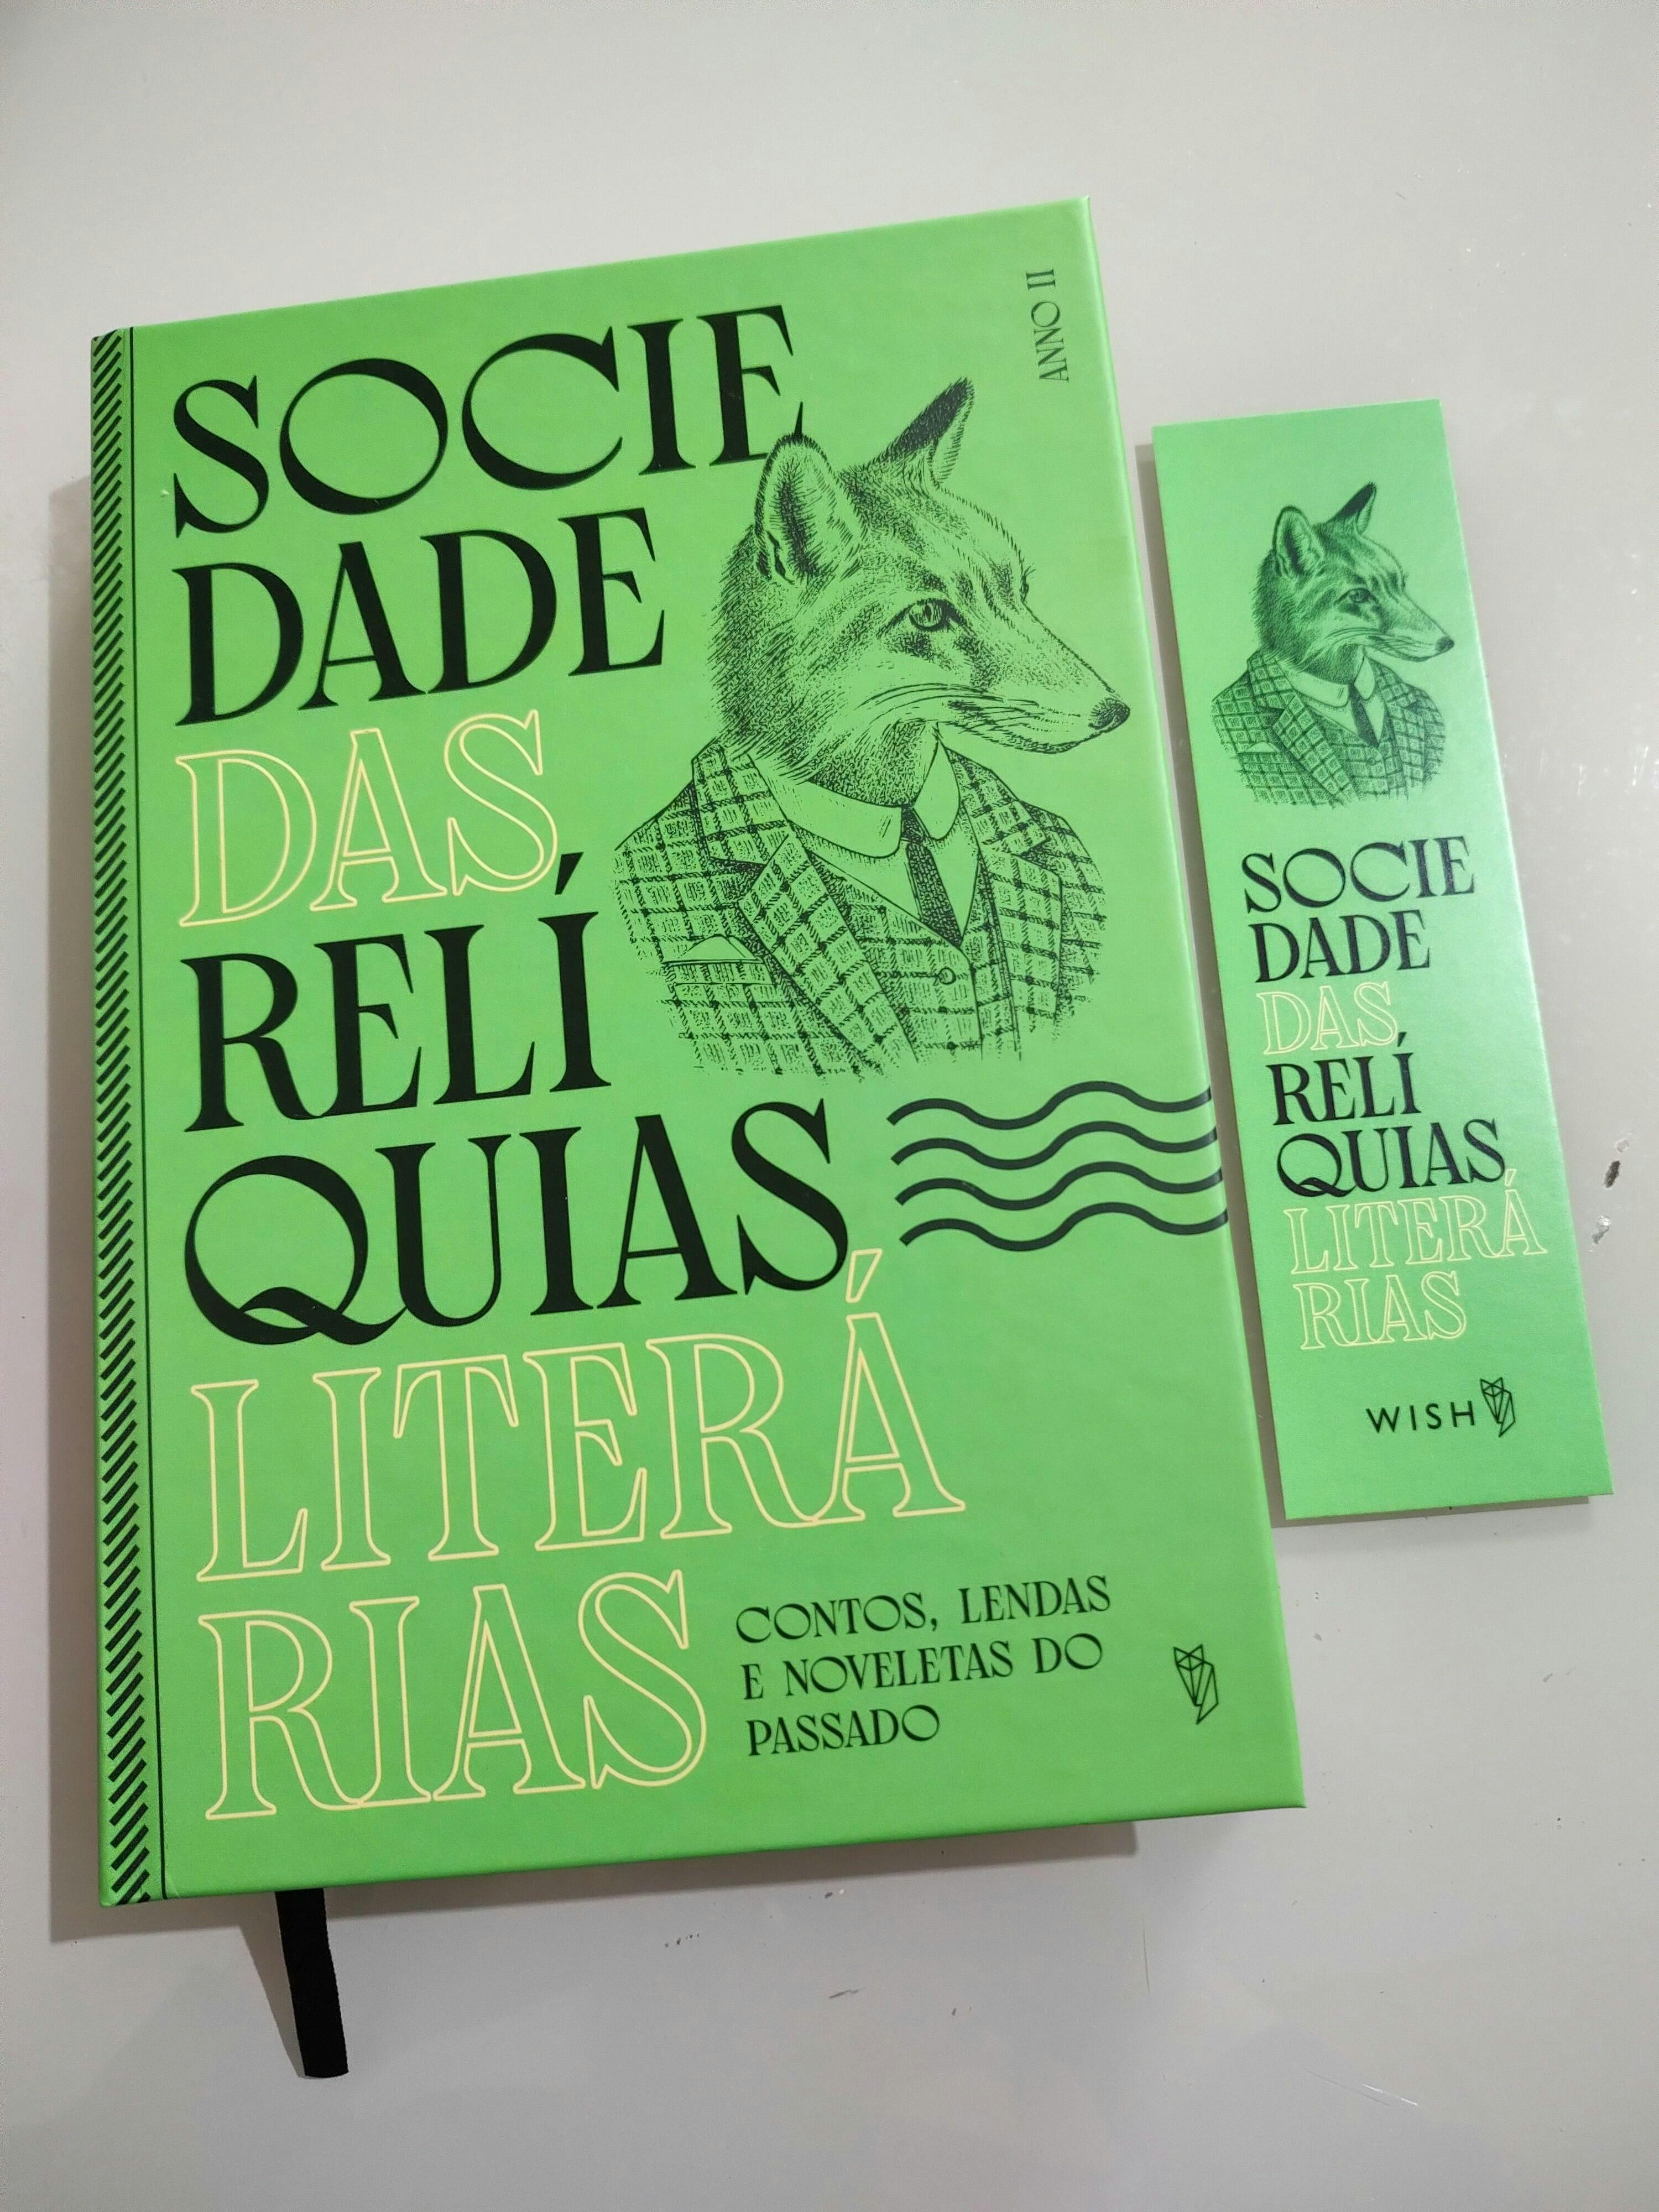 ANNO II
SOCIE
DADE
DAS
RELÍ
QUIAS
LITERÁ
RIAS
CONTOS, LENDAS
E NOVELETAS DO
PASSADO
SOCIE
DADE
DAS
RELÍ
QUIAS
LITERÁ
RIAS
WISH